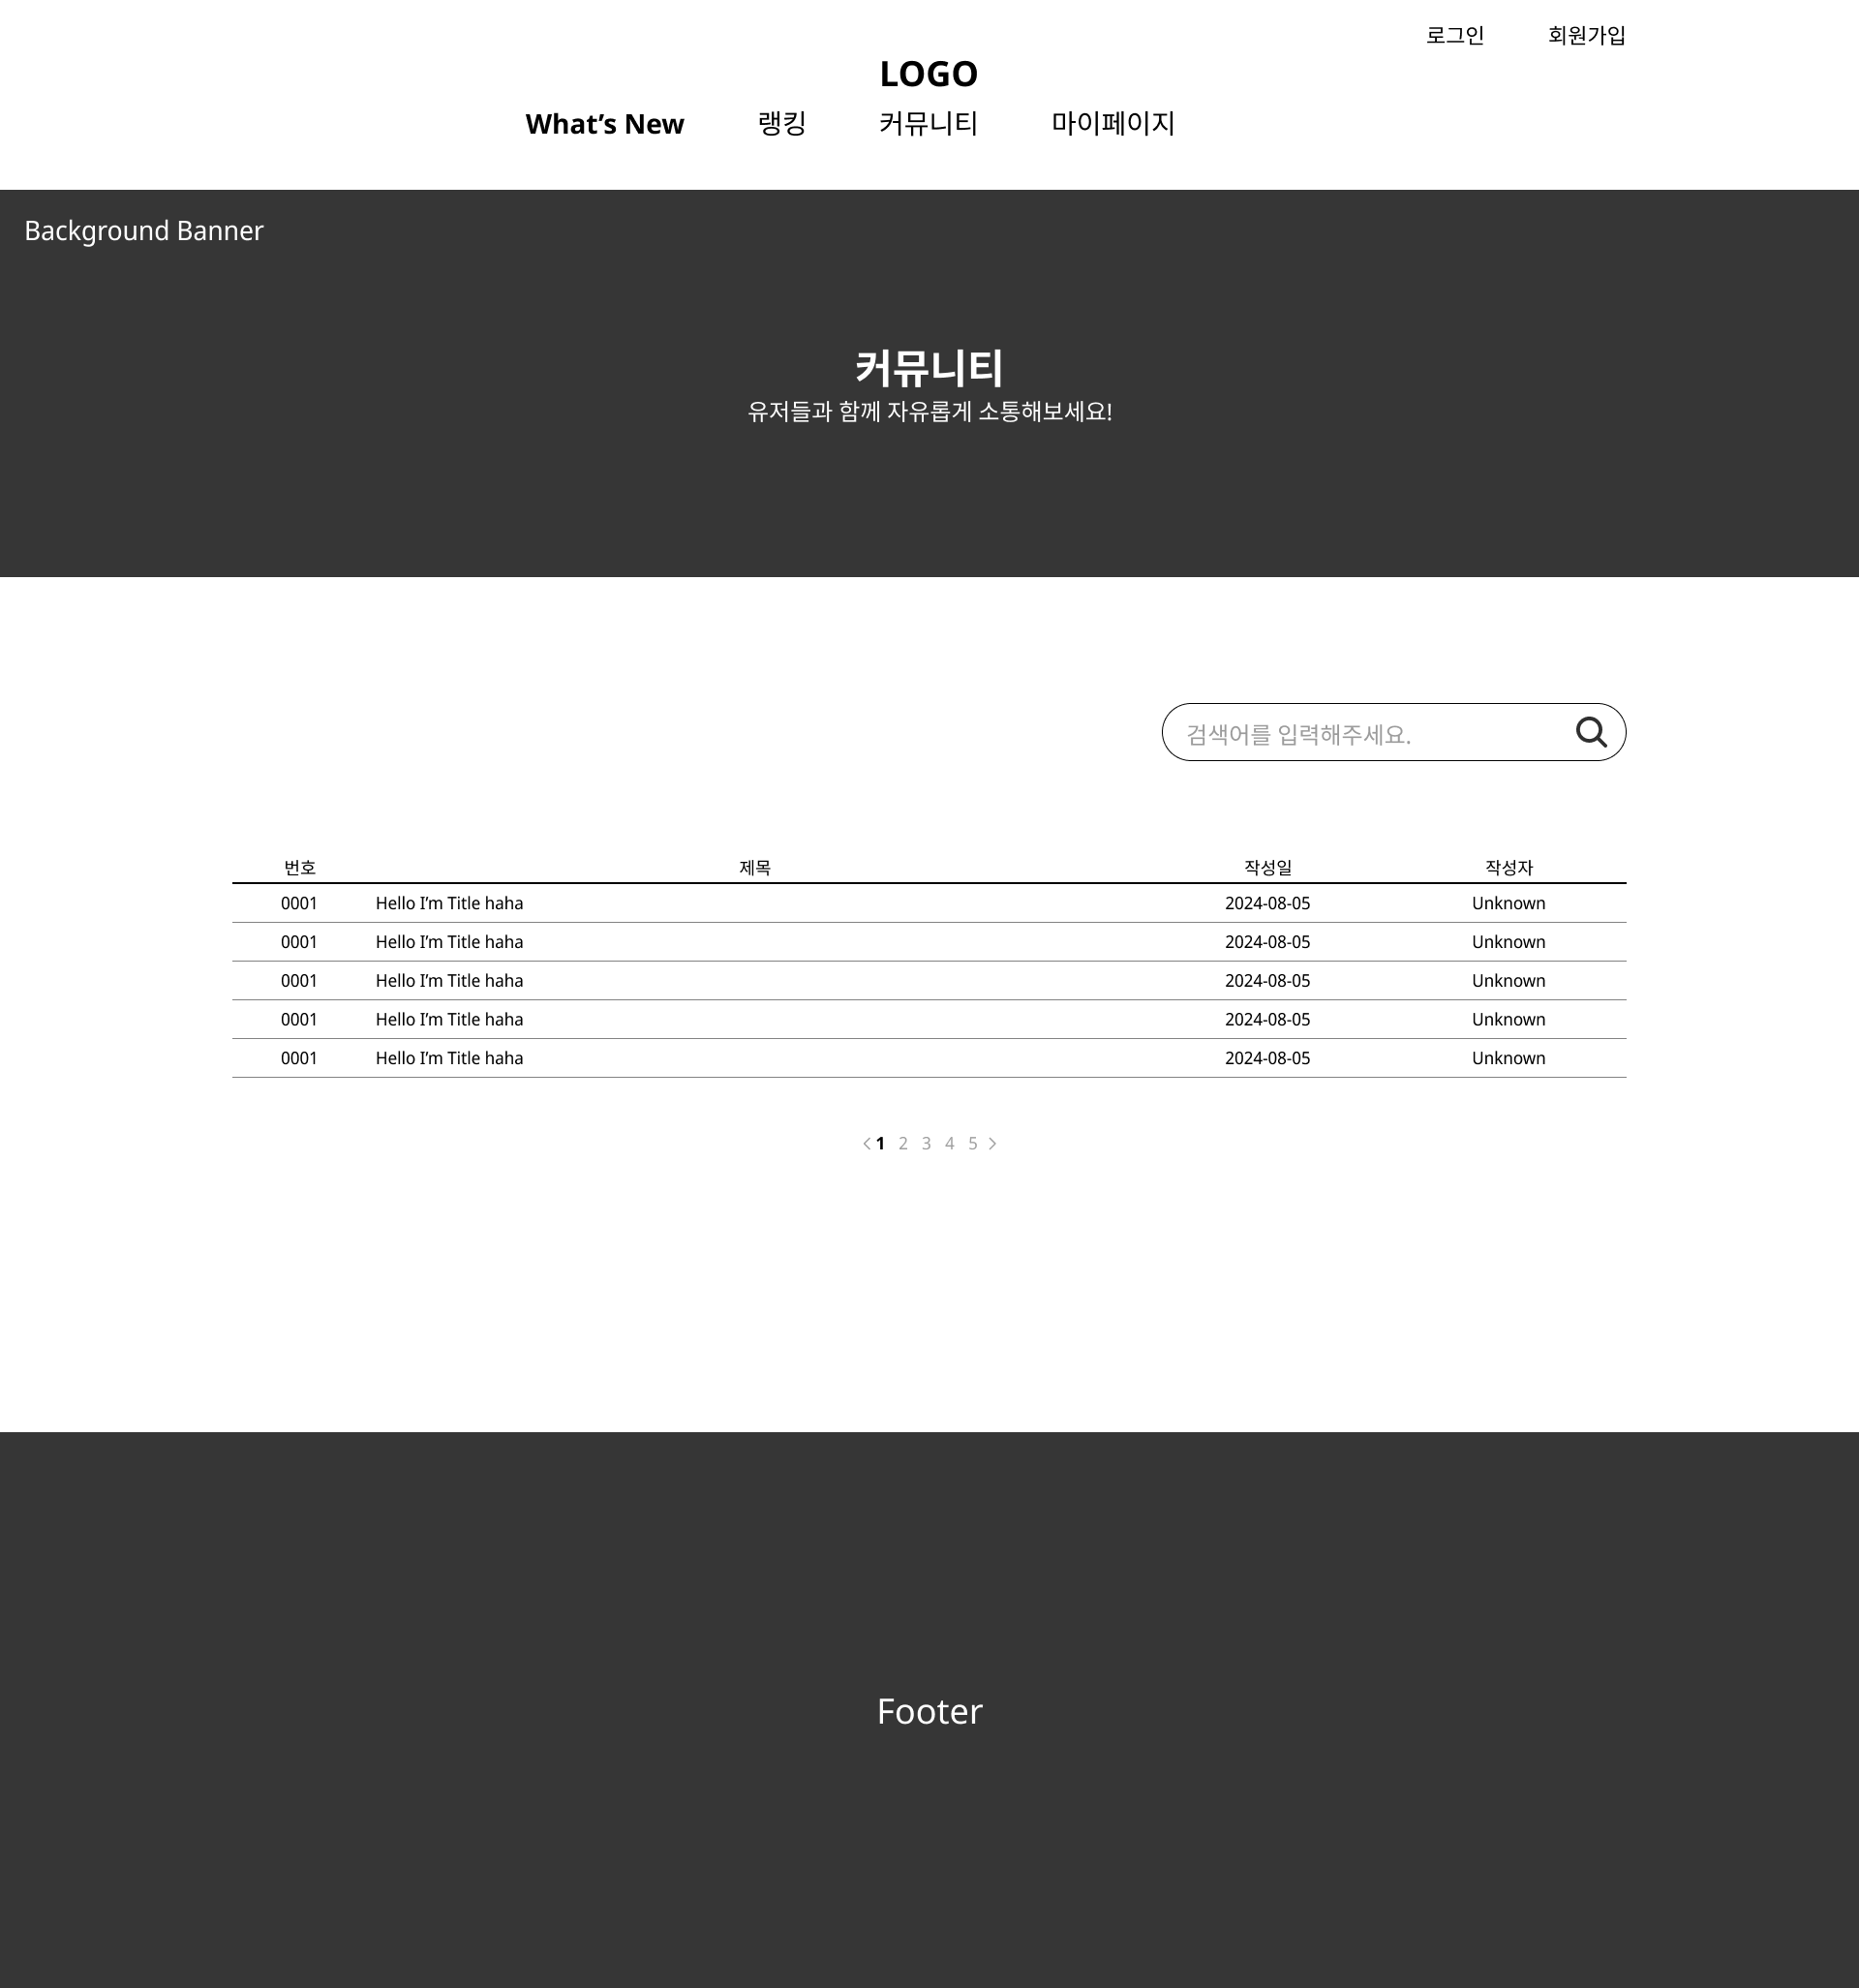 로그인 회원가입
LOGO
What’s New 랭킹 커뮤니티 마이페이지
Background Banner
커뮤니티
유저들과 함께 자유롭게 소통해보세요!
검색어를 입력해주세요.
번호 제목 작성일 작성자
0001 Hello I’m Title haha 2024-08-05 Unknown
0001 Hello I’m Title haha 2024-08-05 Unknown
0001 Hello I’m Title haha 2024-08-05 Unknown
0001 Hello I’m Title haha 2024-08-05 Unknown
0001 Hello I’m Title haha 2024-08-05 Unknown
1 2 3 4 5
Footer